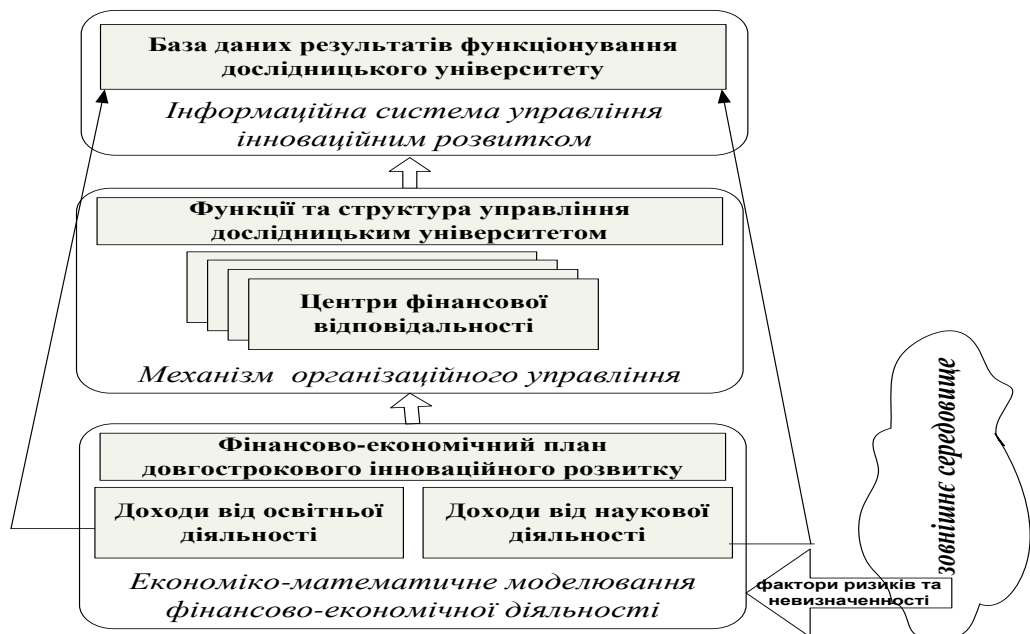 База даних результатів функціонування
дослідницького університету
Інформаційна система управління
інноваційним розвитком
Функції та структура управління
дослідницьким університетом
Центри фінансової
відповідальності
Механізм організаційного управління
Фінансово-економічний план
довгострокового інноваційного розвитку
Доходи від освітньої
діяльності
Доходи від наукової
діяльності
Економіко-математичне моделювання
фінансово-економічної діяльності
фактори ризиків та
невизначенності
зовнішнє середовище